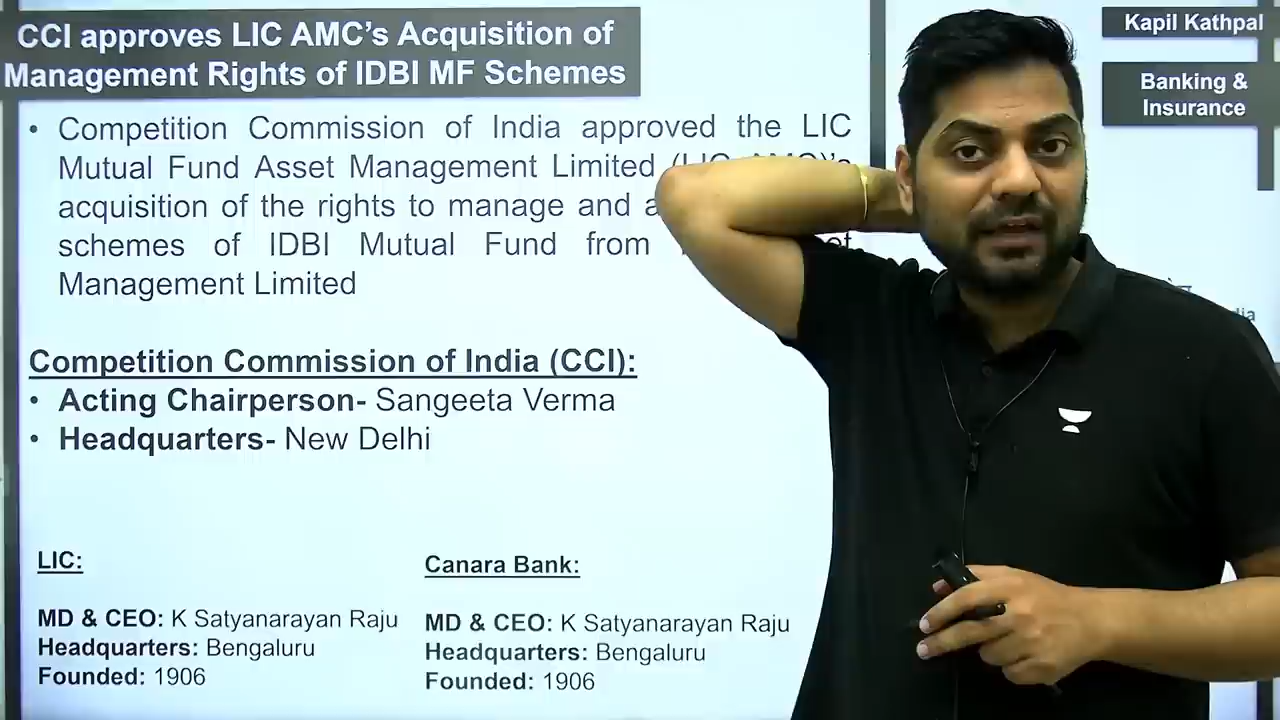 CCI approves LIC AMC's Acquisition of
Management Rights of IDBI MF Schemes
Kapil Kathpal
Banking &
Insurance
• Competition Commission of India approved the LIC
Mutual Fund Asset Management Limited
acquisition of the rights to manage and
schemes of IDBI Mutual Fund from
Management Limited
Competition Commission of India (CCI):
• Acting Chairperson- Sangeeta Verma
• Headquarters- New Delhi
LIC:
MD & CEO: K Satyanarayan Raju
Headquarters: Bengaluru
Founded: 1906
Canara Bank:
MD & CEO: K Satyanarayan Raju
Headquarters: Bengaluru
Founded: 1906